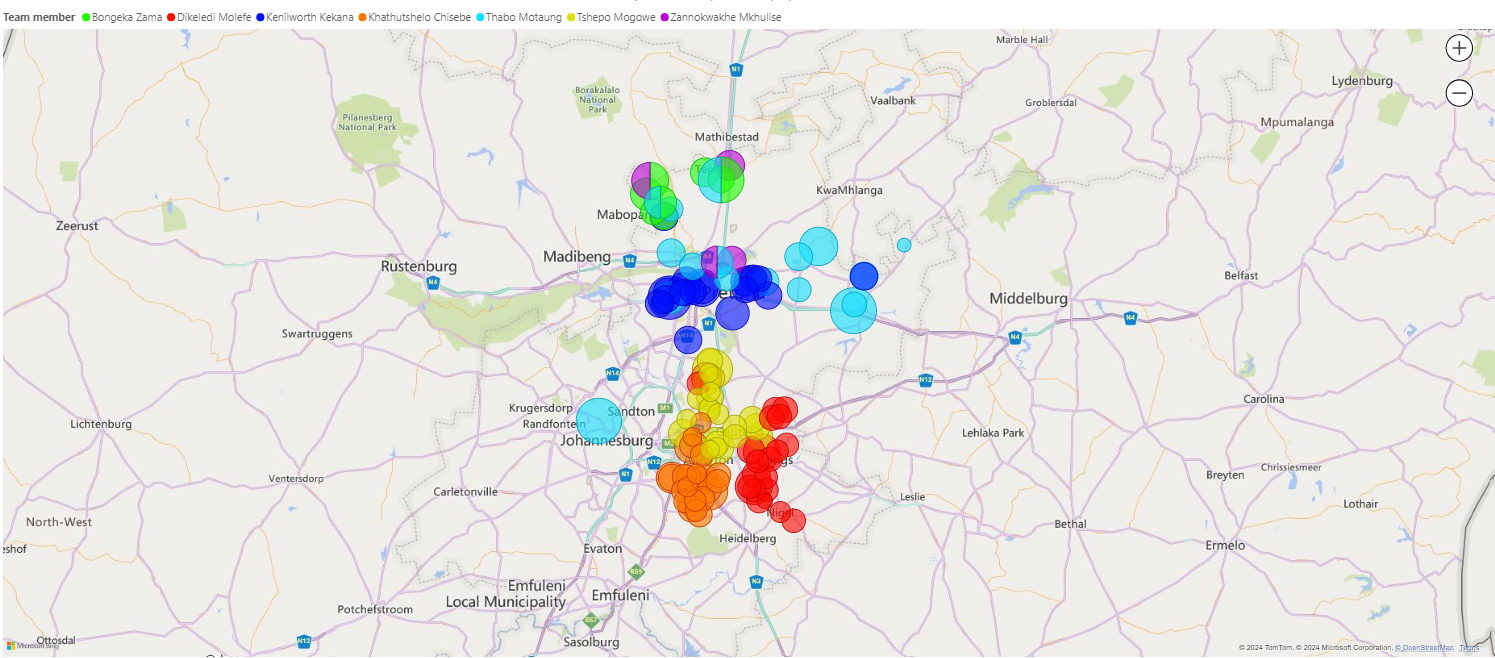 Team member Bongeka Zama Dikeledi Molefe Kenilworth Kekana Khathutshelo Chisebe Thabo Motaung Tshepo Mogowe Zannokwakhe Mkhulise
Marble Hall
N1
Lydenburg
Borakalalo
National
Park
Vaalbank
Groblersdal
Pilanesberg
National Park
Mpumalanga
Mathibestad
KwaMhlanga
Mabopan
Zeerust
Madibeng
N4
Rustenburg
N4
Belfast
Middelburg
N4
N1
Swartruggens
N4
N14
N12
Krugersdorp
Sandton
M1
Carolina
Randfontein
Lichtenburg
Johannesburg
Lehlaka Park
N12
N1
Ventersdorp
Chrissiesmeer
Breyten
Carletonville
Leslie
Lothair
North-West
Nigel
Bethal
Heidelberg
Evaton
Ermelo
eshof
R59
N3
Emfuleni
Local Municipality
Emfuleni
Potchefstroom
R57
Ottosdal
N12
Sasolburg
Microsoft Bing
© 2024 TomTom, © 2024 Microsoft Corporation, © OpenStreetMap Terms